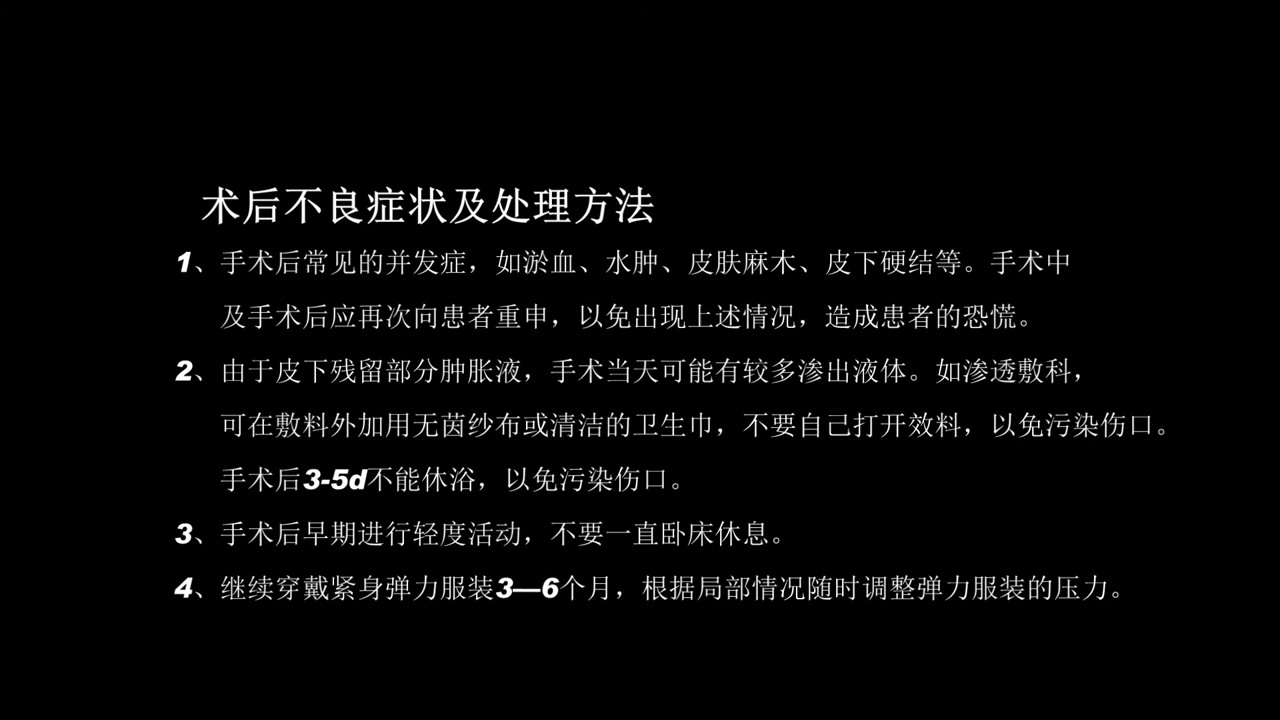 术后不良症状及处理方法
1、手术后常见的并发症，如淤血、水肿、皮肤麻木、皮下硬结等。手术中
及手术后应再次向患者重申，以免出现上述情况，造成患者的恐慌。
2、由于皮下残留部分肿胀液，手术当天可能有较多渗出液体。如渗透敷科，
可在敷料外加用无茵纱布或清洁的卫生巾，不要自己打开效料，以免污染伤口。
手术后3-5d不能休浴，以免污染伤口。
3、手术后早期进行轻度活动，不要一直卧床休息。
4、继续穿戴紧身弹力服装3—6个月，根据局部情况随时调整弹力服装的压力。